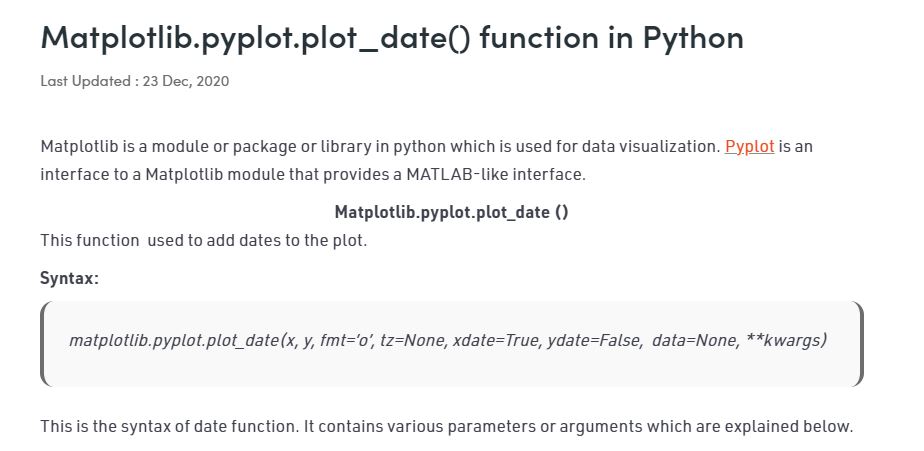 Matplotlib.pyplot.plot_date() function in Python
Last Updated : 23 Dec, 2020
Matplotlib is a module or package or library in python which is used for data visualization. Pyplot is an
interface to a Matplotlib module that provides a MATLAB-like interface.
Matplotlib.pyplot.plot_date ()
This function  used to add dates to the plot.
Syntax:
matplotlib.pyplot.plot_date(x, y, fmt=‘o’, tz=None, xdate=True, ydate=False,  data=None, **kwargs)
This is the syntax of date function. It contains various parameters or arguments which are explained below.